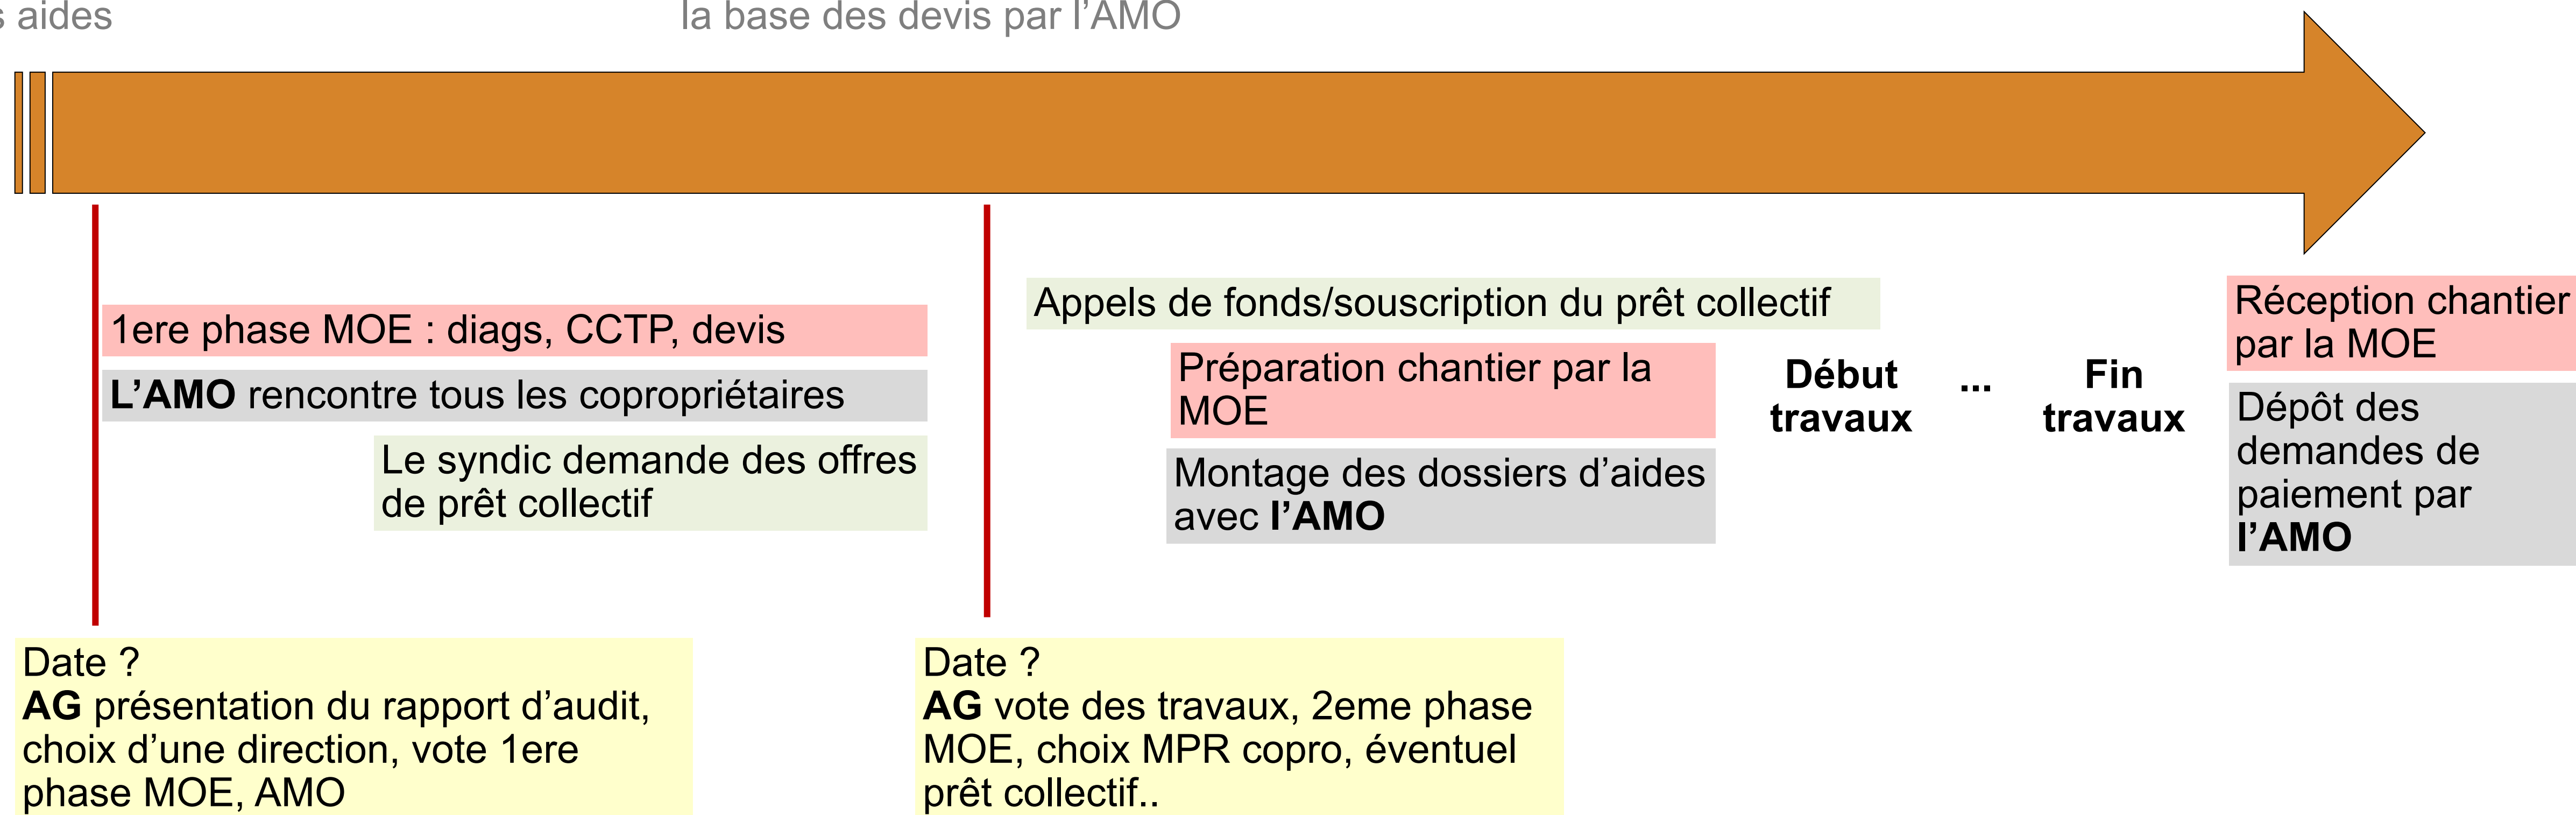 s aides
la base des devis par l’AMO
1ere phase MOE : diags, CCTP, devis
L’AMO rencontre tous les copropriétaires
Le syndic demande des offres
de prêt collectif
Appels de fonds/souscription du prêt collectif
Préparation chantier par la
MOE
Montage des dossiers d’aides
avec l’AMO
Début
travaux
...
Fin
travaux
Réception chantier
par la MOE
Dépôt des
demandes de
paiement par
l’AMO
Date ?
AG présentation du rapport d’audit,
choix d’une direction, vote 1ere
phase MOE, AMO
Date ?
AG vote des travaux, 2eme phase
MOE, choix MPR copro, éventuel
prêt collectif..